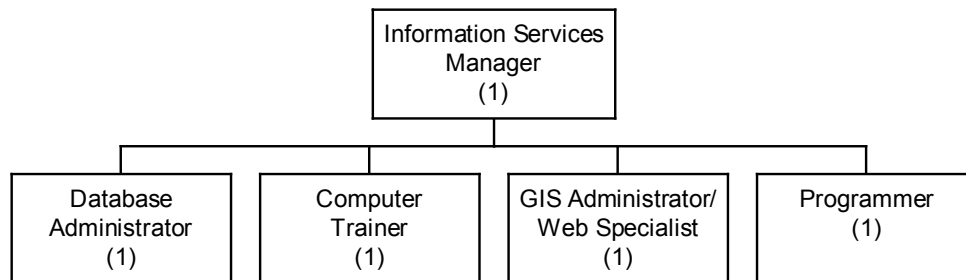 Information Services
Manager
(1)
Database
Administrator
(1)
Computer
Trainer
(1)
GIS Administrator/
Web Specialist
(1)
Programmer
(1)